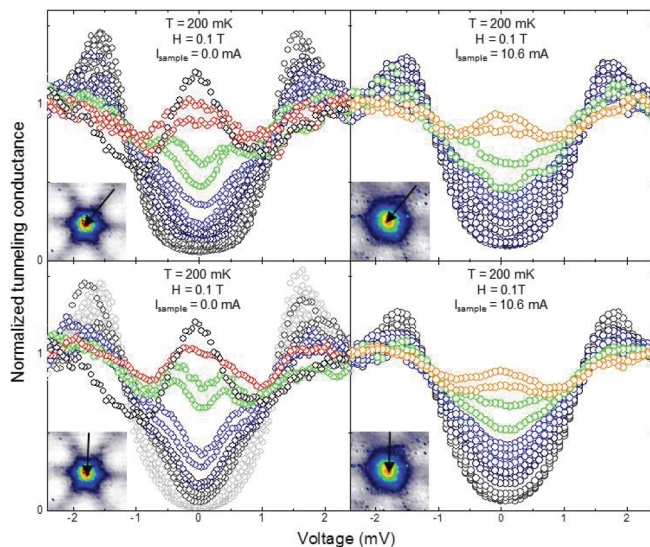 T = 200 mK
H = 0.1 T
I_sample = 0.0 mA
T = 200 mK
H = 0.1 T
I_sample = 10.6 mA
1
0
T = 200 mK
H = 0.1 T
I_sample = 0.0 mA
T = 200 mK
H = 0.1T
I_sample = 10.6 mA
1
0
-2 -1 0 1 2 -2 -1 0 1 2
Normalized tunneling conductance
Voltage (mV)